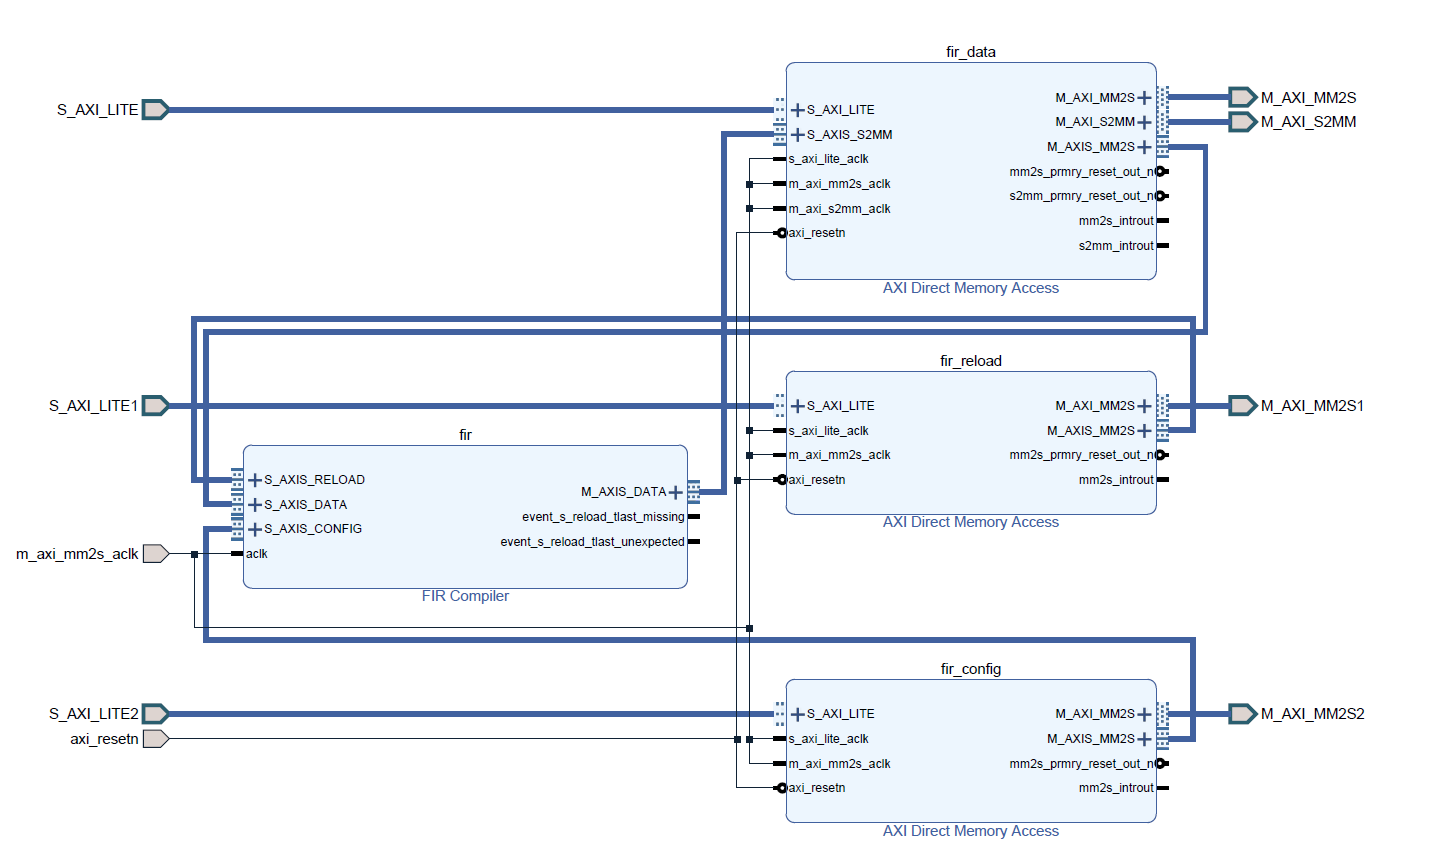 fir_data
S_AXI_LITE
S_AXI_LITE
S_AXIS_S2MM
s_axi_lite_aclk
m_axi_mm2s_aclk
m_axi_s2mm_aclk
axi_resetn
M_AXI_MM2S
M_AXI_S2MM
M_AXIS_MM2S
mm2s_prmry_reset_out_n
s2mm_prmry_reset_out_n
mm2s_introut
s2mm_introut
M_AXI_MM2S
M_AXI_S2MM
AXI Direct Memory Access
fir_reload
S_AXI_LITE1
S_AXI_LITE
s_axi_lite_aclk
m_axi_mm2s_aclk
axi_resetn
M_AXI_MM2S
M_AXIS_MM2S
mm2s_prmry_reset_out_n
mm2s_introut
M_AXI_MM2S1
AXI Direct Memory Access
fir
S_AXIS_RELOAD
S_AXIS_DATA
S_AXIS_CONFIG
aclk
M_AXIS_DATA
event_s_reload_tlast_missing
event_s_reload_tlast_unexpected
m_axi_mm2s_aclk
FIR Compiler
fir_config
S_AXI_LITE2
axi_resetn
S_AXI_LITE
s_axi_lite_aclk
m_axi_mm2s_aclk
axi_resetn
M_AXI_MM2S
M_AXIS_MM2S
mm2s_prmry_reset_out_n
mm2s_introut
M_AXI_MM2S2
AXI Direct Memory Access